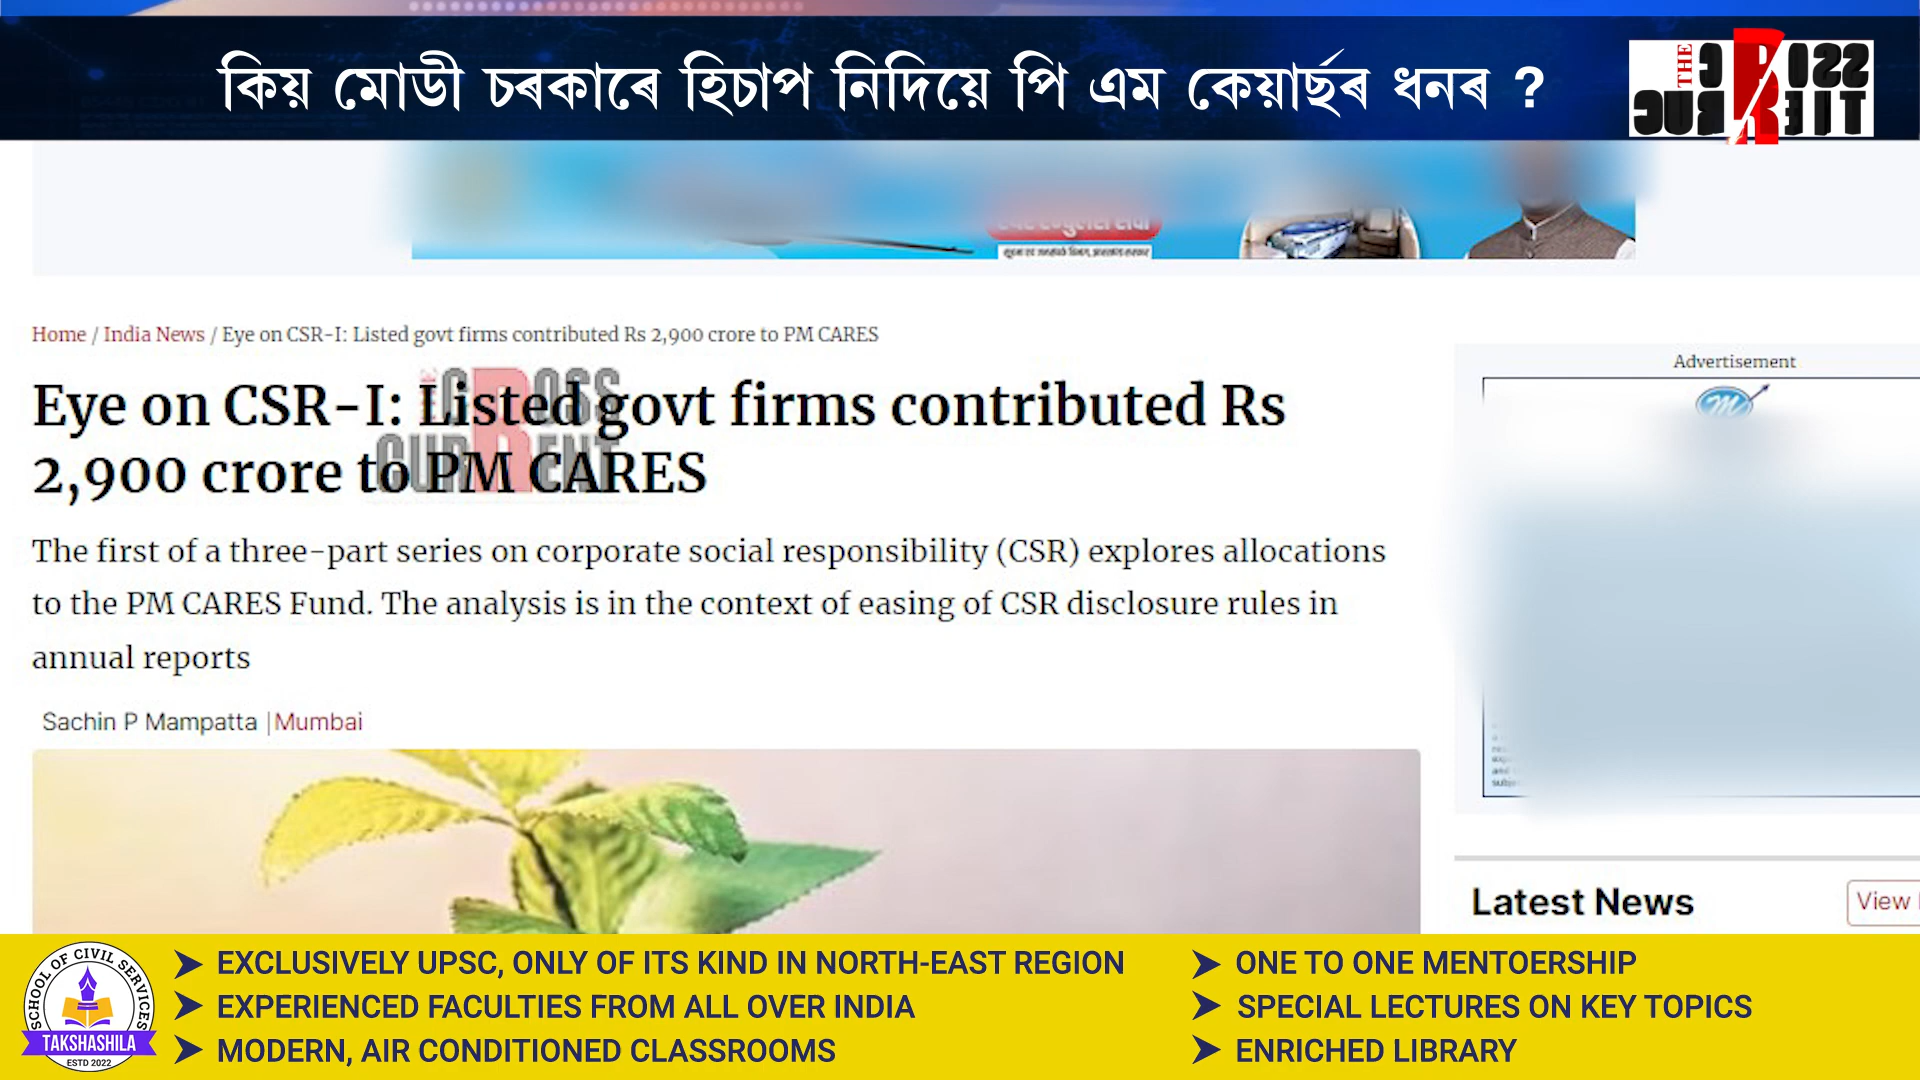 কিয় মোডী চৰকাৰে হিচাপ নিদিয়ে পি এম কেয়াৰ্ছৰ ধনৰ ?
THE CROSS
CURRENT
Home / India News / Eye on CSR-I: Listed govt firms contributed Rs 2,900 crore to PM CARES
Advertisement
Eye on CSR-I: Listed govt firms contributed Rs
2,900 crore to PM CARES
THE CROSS
CURRENT
The first of a three-part series on corporate social responsibility (CSR) explores allocations
to the PM CARES Fund. The analysis is in the context of easing of CSR disclosure rules in
annual reports
Sachin P Mampatta | Mumbai
Latest News
View
SCHOOL OF CIVIL SERVICES
TAKSHASHILA
ESTD 2022
EXCLUSIVELY UPSC, ONLY OF ITS KIND IN NORTH-EAST REGION
EXPERIENCED FACULTIES FROM ALL OVER INDIA
MODERN, AIR CONDITIONED CLASSROOMS
ONE TO ONE MENTOERSHIP
SPECIAL LECTURES ON KEY TOPICS
ENRICHED LIBRARY